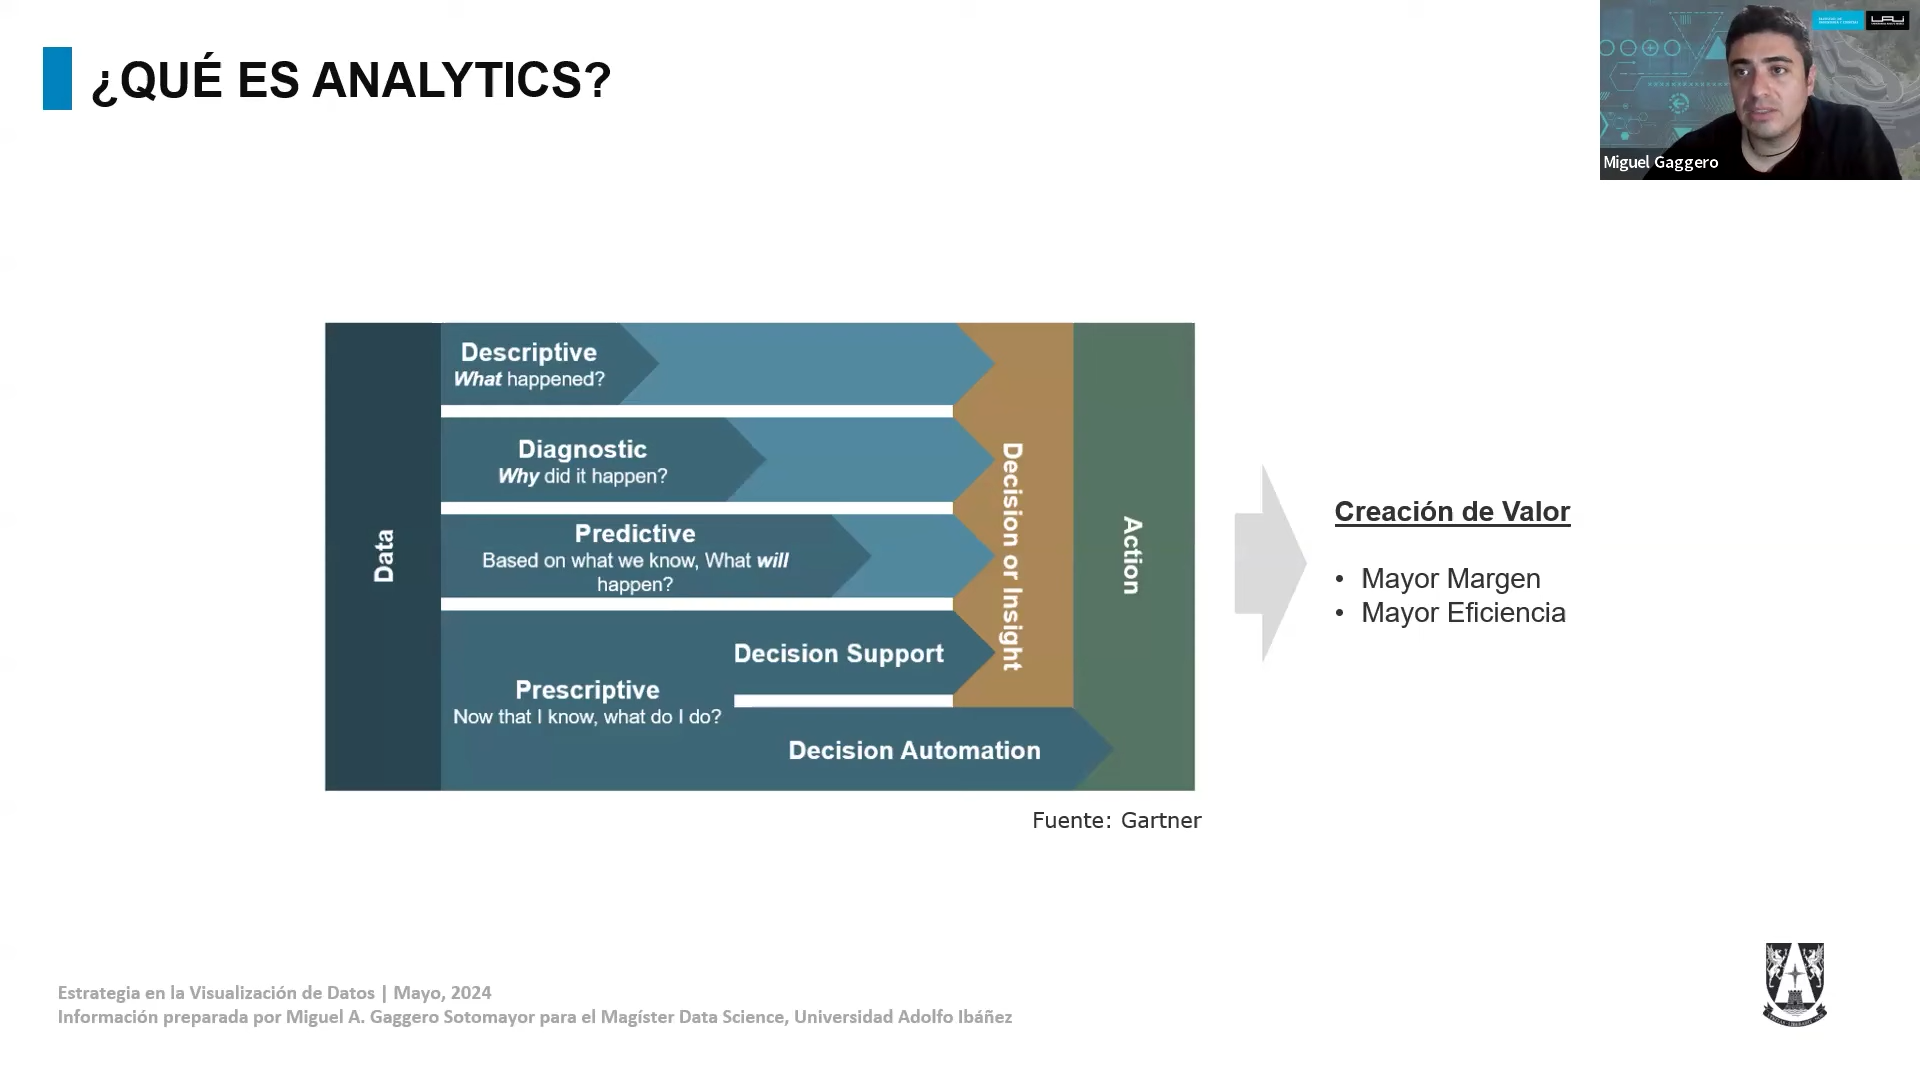 ¿QUÉ ES ANALYTICS?
Miguel Gaggero
Data
Descriptive
What happened?
Diagnostic
Why did it happen?
Predictive
Based on what we know, What will
happen?
Prescriptive
Now that I know, what do I do?
Decision Support
Decision Automation
Decision or Insight
Action
Creación de Valor
• Mayor Margen
• Mayor Eficiencia
Fuente: Gartner
Estrategia en la Visualización de Datos | Mayo, 2024
Información preparada por Miguel A. Gaggero Sotomayor para el Magíster Data Science, Universidad Adolfo Ibáñez